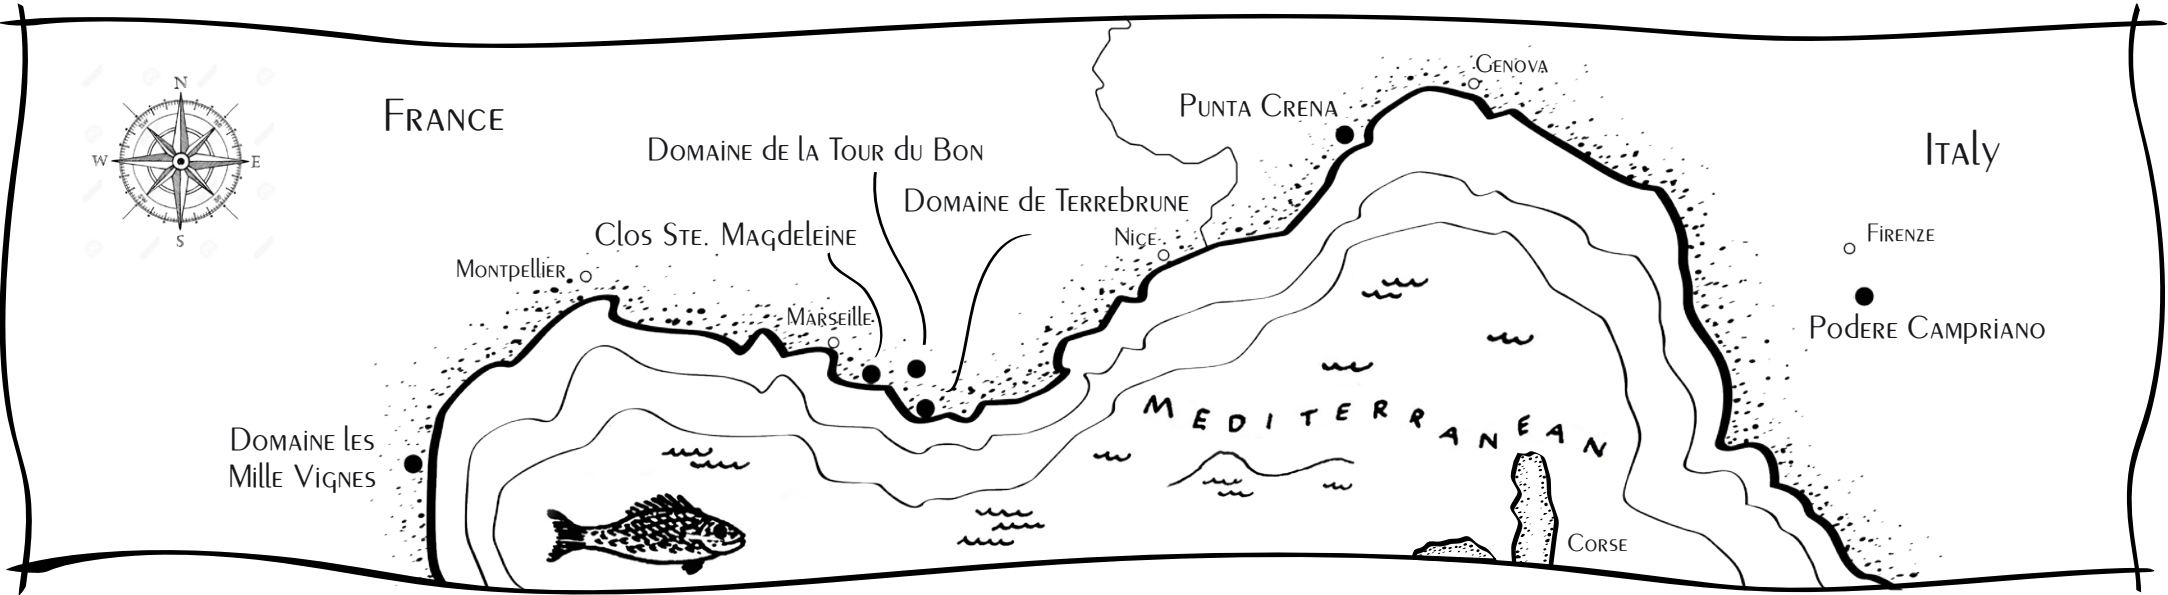 N
W
E
S
France
Italy
Genova
Punta Crena
Domaine de la Tour du Bon
Domaine de Terrebrune
Clos Ste. Magdeleine
Nice
Firenze
Montpellier
Marseille
Podere Campriano
Mediterranean
Domaine les
Mille Vignes
Corse